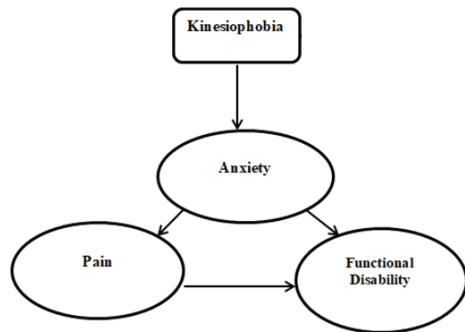 Kinesiophobia
Anxiety
Pain
Functional
Disability